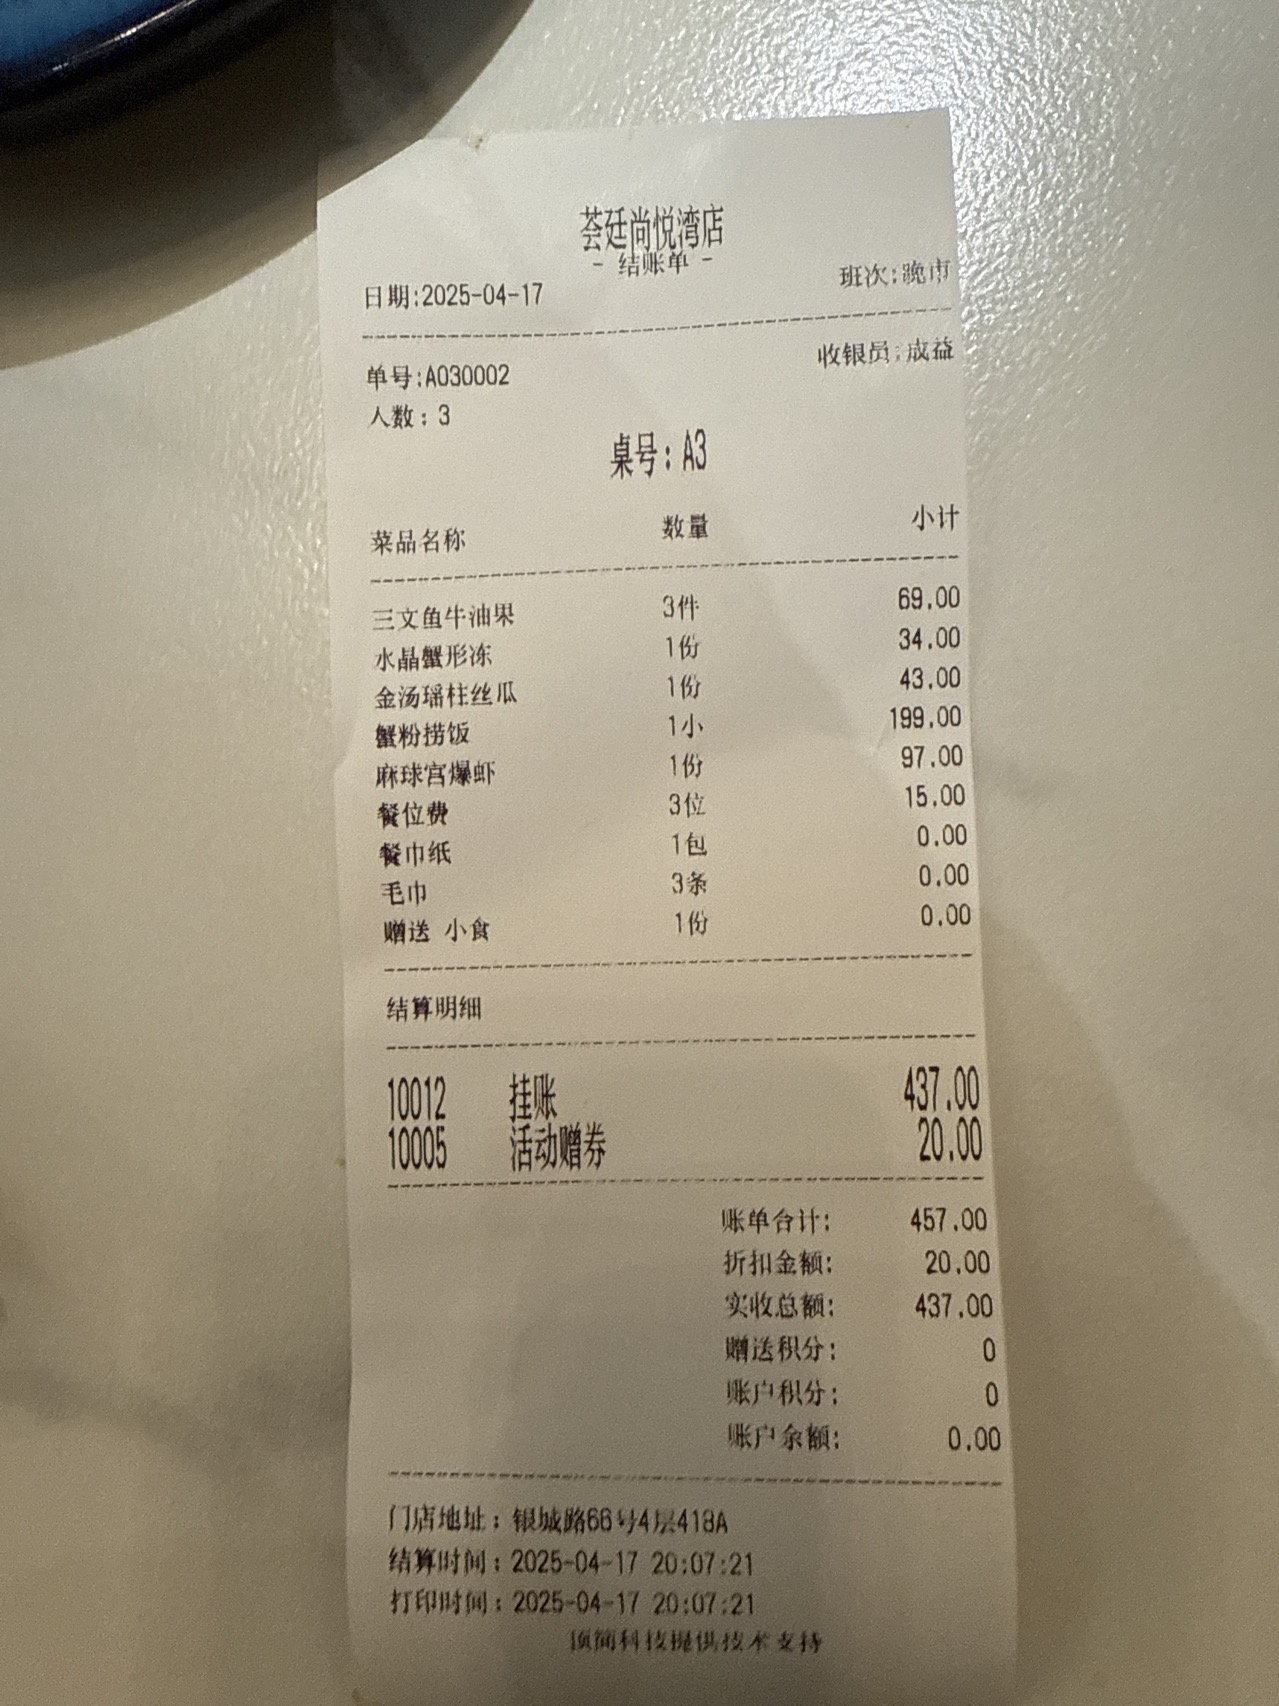 荟廷尚悦湾店
- 结账单 -
日期:2025-04-17 班次:晚市
单号:A030002 收银员:成益
人数: 3
桌号: A3
菜品名称 数量 小计
三文鱼牛油果 3件 69.00
水晶蟹形冻 1份 34.00
金汤瑶柱丝瓜 1份 43.00
蟹粉捞饭 1小 199.00
麻球宫爆虾 1份 97.00
餐位费 3位 15.00
餐巾纸 1包 0.00
毛巾 3条 0.00
赠送 小食 1份 0.00
结算明细
10012 挂账 437.00
10005 活动赠券 20.00
账单合计: 457.00
折扣金额: 20.00
实收总额: 437.00
赠送积分: 0
账户积分: 0
账户余额: 0.00
门店地址: 银城路66号4层418A
结算时间: 2025-04-17 20:07:21
打印时间: 2025-04-17 20:07:21
顶简科技提供技术支持